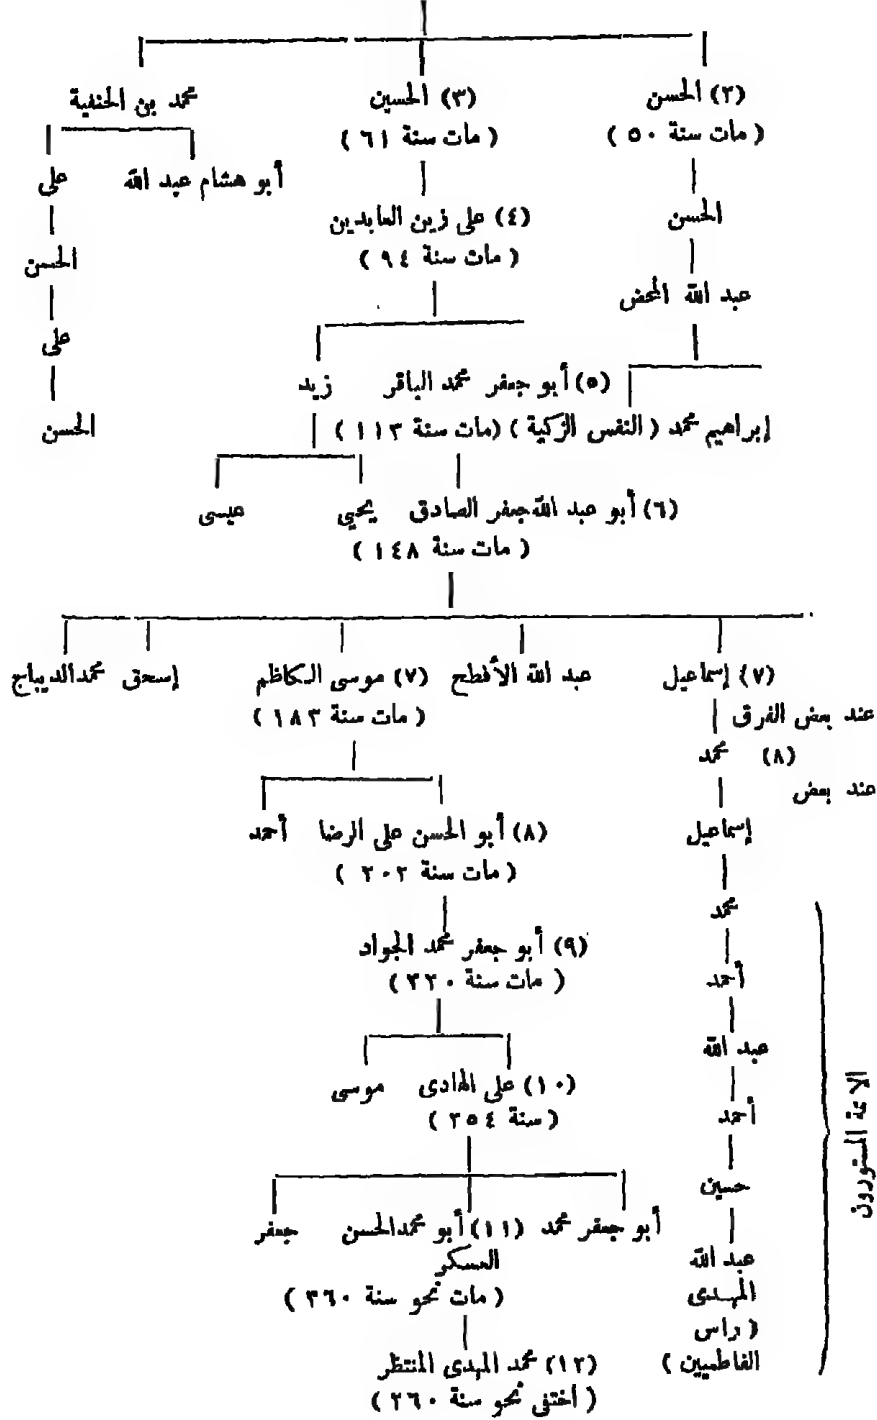 (٢) الحسن (٣) الحسين محمد بن الحنفية
( مات سنة ٥٠ ) ( مات سنة ٦١ )
أبو هشام عبد الله على
الحسن (٤) على زين العابدين
( مات سنة ٩٤ ) الحسن
عبد الله المحض
على
(٥) أبو جعفر محمد الباقر زيد
إبراهيم محمد ( النفس الزكية ) (مات سنة ١١٣ ) الحسن
(٦) أبو عبد الله جعفر الصادق يحيى عيسى
( مات سنة ١٤٨ )
(٧) إسماعيل عبد الله الأفطح (٧) موسى الكاظم إسحق محمد الديباج
عند بعض الفرق ( مات سنة ١٨٣ )
(٨) محمد
عند بعض
إسماعيل (٨) أبو الحسن على الرضا أحمد
( مات سنة ٢٠٢ )
محمد
(٩) أبو جعفر محمد الجواد
أحمد ( مات سنة ٢٢٠ )
عبد الله
(١٠) على الهادى موسى
أحمد ( سنة ٢٥٤ )
حسين
أبو جعفر محمد (١١) أبو محمد الحسن جعفر
عبد الله العسكر
المهدى ( مات نحو سنة ٢٦٠ )
( راس
الفاطميين ) (١٢) محمد المهدى المنتظر
( أختفى نحو سنة ٢٦٠ )
الائمة المستورون